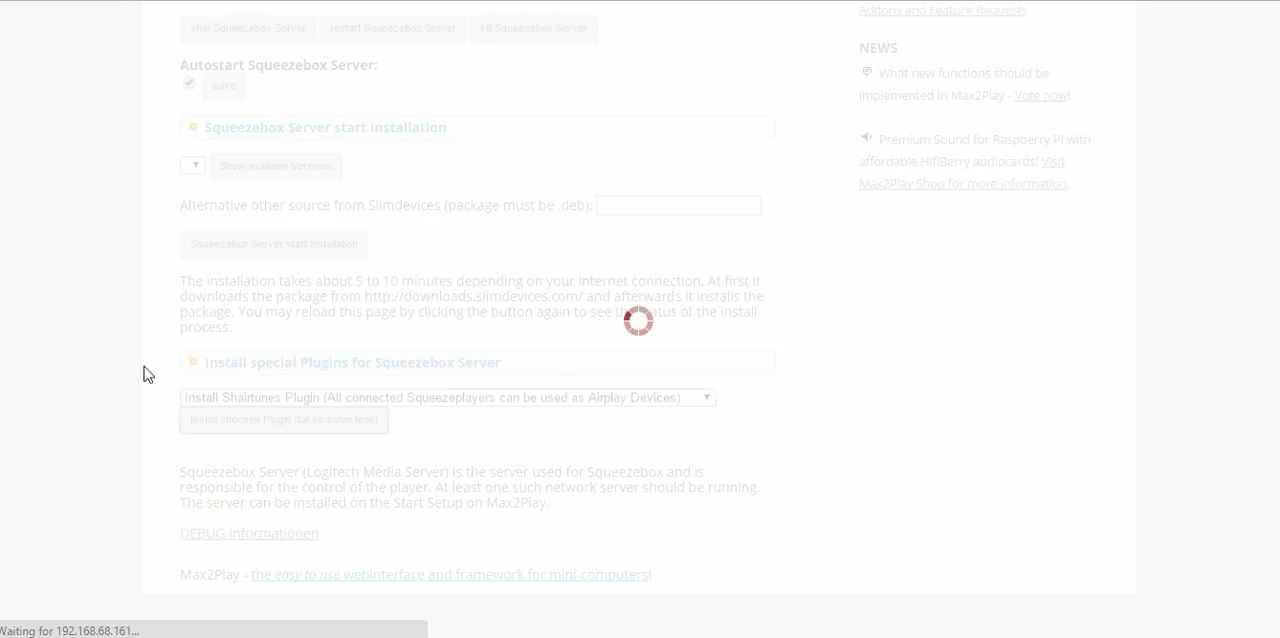 stop Squeezebox Server restart Squeezebox Server kill Squeezebox Server
Autostart Squeezebox Server:
save
Squeezebox Server start installation
Show available Versions
Alternative other source from Slimdevices (package must be .deb):
Squeezebox Server start installation
The installation takes about 5 to 10 minutes depending on your internet connection. At first it
downloads the package from http://downloads.slimdevices.com/ and afterwards it installs the
package. You may reload this page by clicking the button again to see the status of the install
process.
Install special Plugins for Squeezebox Server
Install Shairtunes Plugin (All connected Squeezeplayers can be used as Airplay Devices)
Install choosen Plugin (takes some time)
Squeezebox Server (Logitech Media Server) is the server used for Squeezebox and is
responsible for the control of the player. At least one such network server should be running.
The server can be installed on the Start Setup on Max2Play.
DEBUG Informationen
Max2Play - the easy to use webinterface and framework for mini-computers!
Addons and Feature Requests
NEWS
What new functions should be
implemented in Max2Play - Vote now!
Premium Sound for Raspberry PI with
affordable HifiBerry audiocards! Visit
Max2Play Shop for more information.
Waiting for 192.168.68.161...